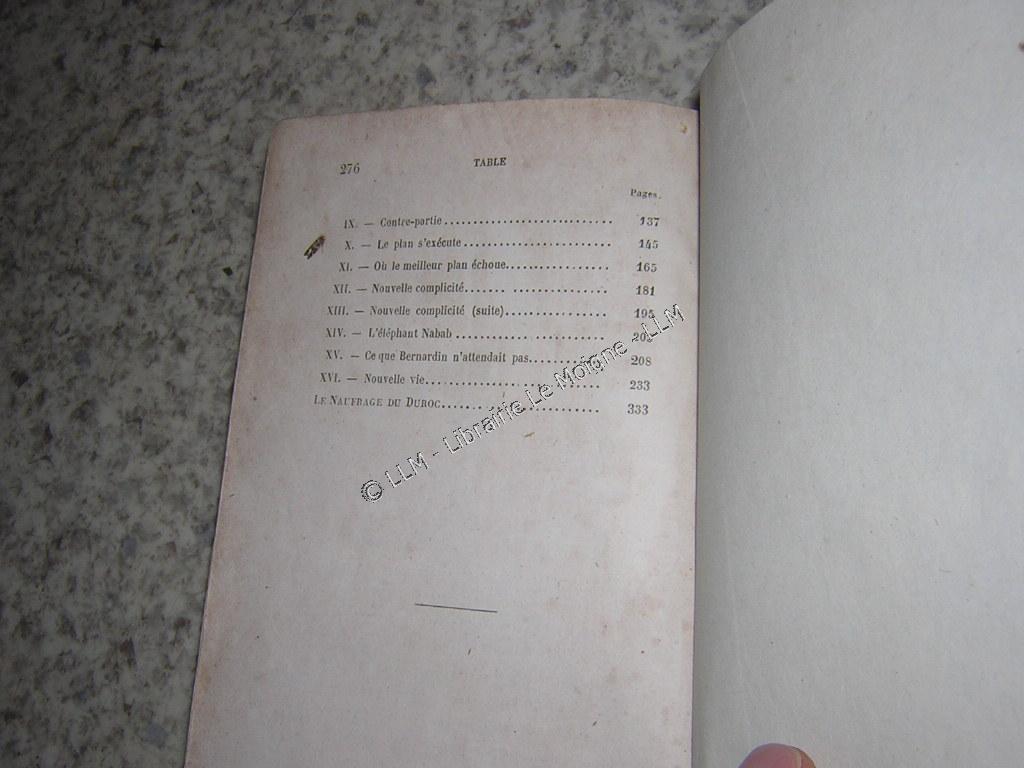 276 TABLE
Pages.
IX. — Contre-partie ............................ 137
X. — Le plan s'exécute ......................... 145
XI. — Où le meilleur plan échoue.................. 165
XII. — Nouvelle complicité....... ................ 181
XIII. — Nouvelle complicité (suite).................. 195
XIV. — L'éléphant Nabab ..........................
XV. — Ce que Bernardin n'attendait pas............. 208
XVI. — Nouvelle vie.............................. 233
LE NAUFRAGE DU DUROC........................... 333
© LLM - Librairie Le Moigne - LLM